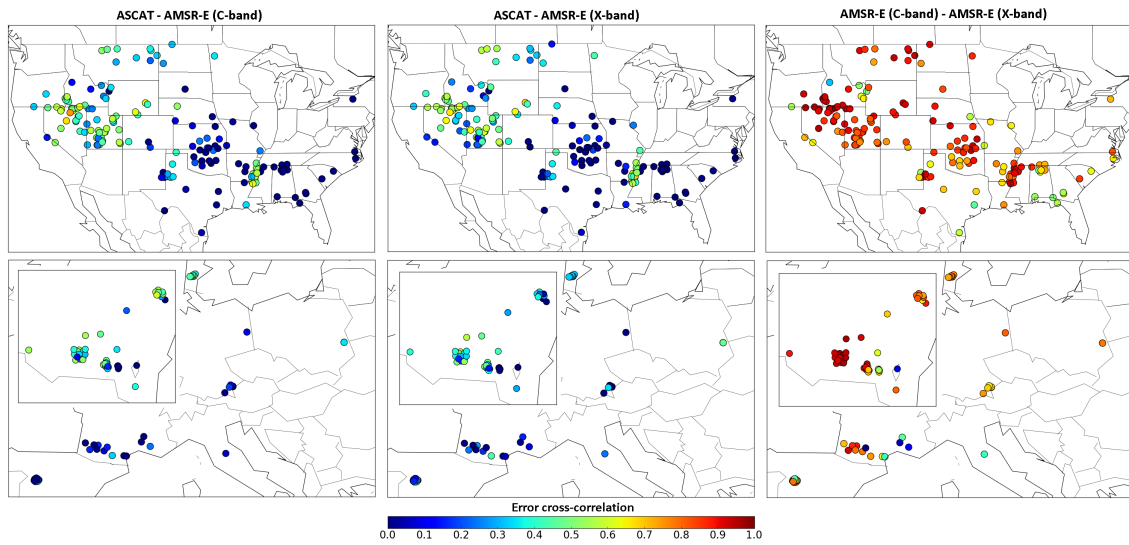 ASCAT - AMSR-E (C-band)
ASCAT - AMSR-E (X-band)
AMSR-E (C-band) - AMSR-E (X-band)
Error cross-correlation
0.0 0.1 0.2 0.3 0.4 0.5 0.6 0.7 0.8 0.9 1.0